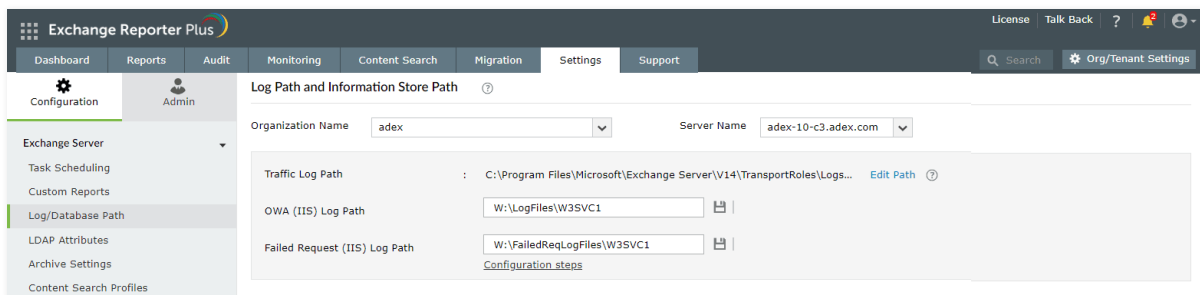 License Talk Back ? 2
Exchange Reporter Plus
Dashboard Reports Audit Monitoring Content Search Migration Settings Support Search Org/Tenant Settings
Configuration Admin
Log Path and Information Store Path ?
Organization Name adex Server Name adex-10-c3.adex.com
Exchange Server
Task Scheduling
Custom Reports
Log/Database Path
LDAP Attributes
Archive Settings
Content Search Profiles
Traffic Log Path : C:\Program Files\Microsoft\Exchange Server\V14\TransportRoles\Logs... Edit Path ?
OWA (IIS) Log Path W:\LogFiles\W3SVC1
Failed Request (IIS) Log Path W:\FailedReqLogFiles\W3SVC1
Configuration steps